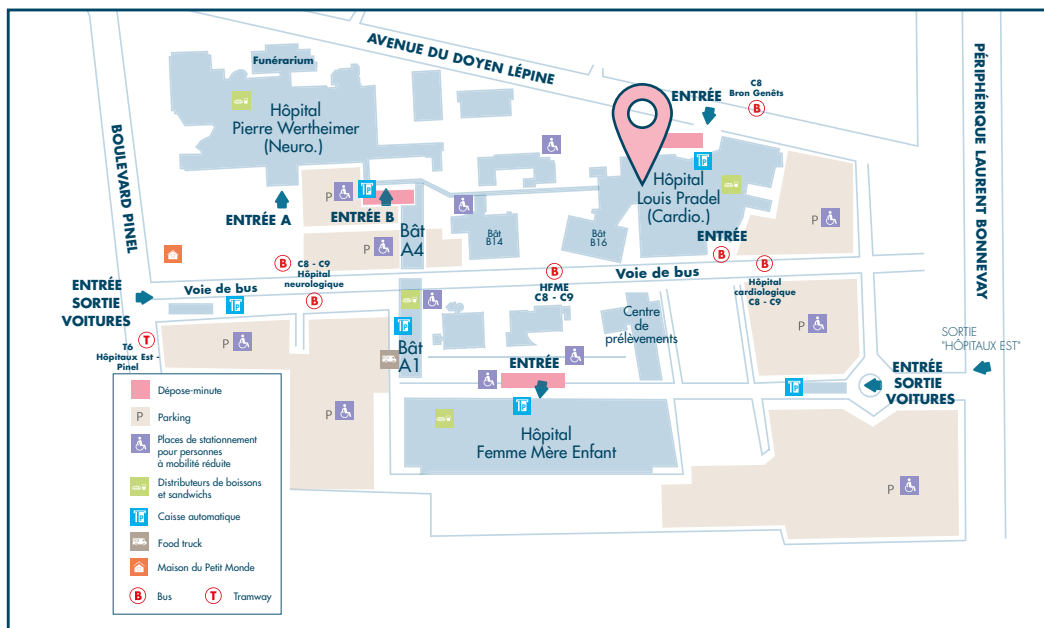 AVENUE DU DOYEN LÉPINE
Funérarium
C8
Bron Genêts
B
ENTRÉE
Hôpital
Pierre Wertheimer
(Neuro.)
BOULEVARD PINEL
PÉRIPHÉRIQUE LAURENT BONNEVAY
Hôpital
Louis Pradel
(Cardio.)
P
P
ENTRÉE A
ENTRÉE B
P
Bât
A4
Bât
B14
Bât
B16
ENTRÉE
P
B
B
B
B
C8 - C9
Hôpital
neurologique
Voie de bus
Voie de bus
HFME
C8 - C9
Hôpital
cardiologique
C8 - C9
ENTRÉE
SORTIE
VOITURES
B
T
T6
Hôpitaux Est -
Pinel
P
Bât
A1
Centre
de
prélèvements
P
SORTIE
"HÔPITAUX EST"
ENTRÉE
ENTRÉE
SORTIE
VOITURES
P
Hôpital
Femme Mère Enfant
P
Dépose-minute
P
Parking
Places de stationnement
pour personnes
à mobilité réduite
Distributeurs de boissons
et sandwichs
Caisse automatique
Food truck
Maison du Petit Monde
B
Bus
T
Tramway